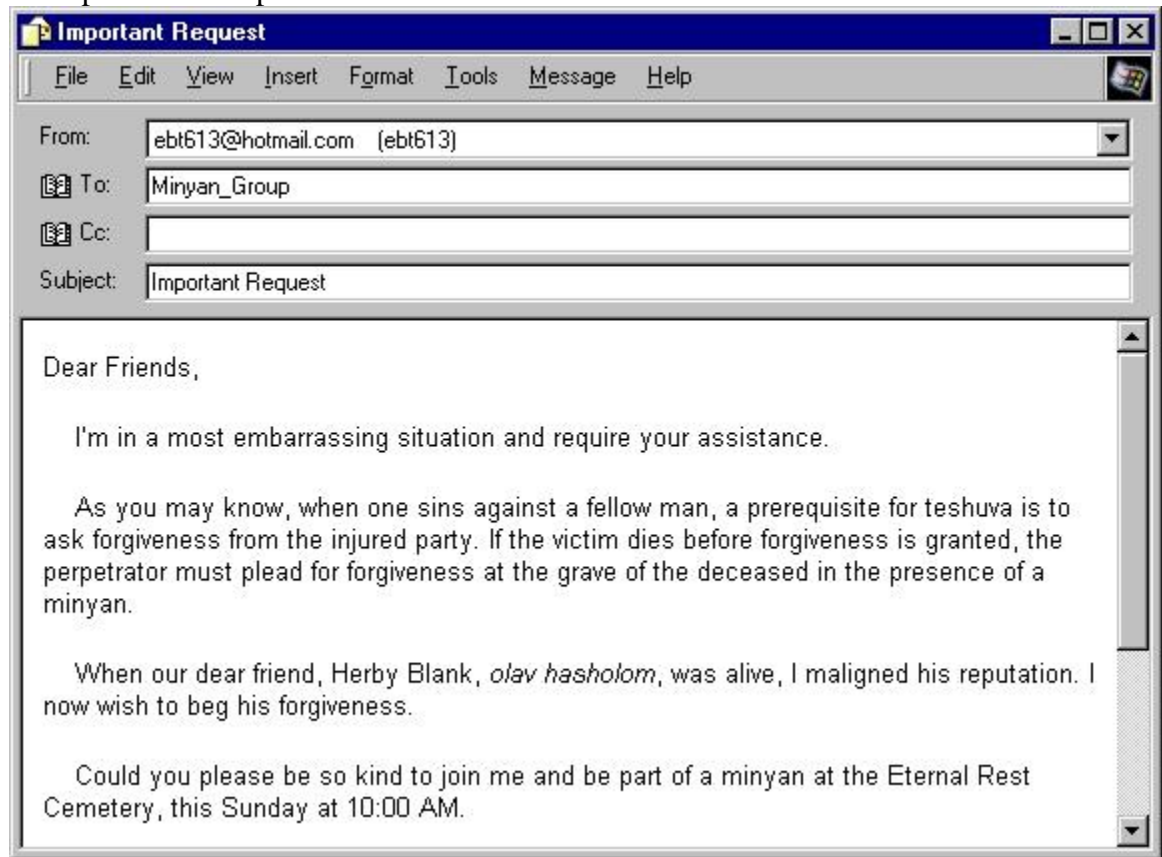 Important Request
File Edit View Insert Format Tools Message Help
From: ebt613@hotmail.com (ebt613)
To: Minyan_Group
Cc:
Subject: Important Request
Dear Friends,
I'm in a most embarrassing situation and require your assistance.
As you may know, when one sins against a fellow man, a prerequisite for teshuva is to
ask forgiveness from the injured party. If the victim dies before forgiveness is granted, the
perpetrator must plead for forgiveness at the grave of the deceased in the presence of a
minyan.
When our dear friend, Herby Blank, olav hasholom, was alive, I maligned his reputation. I
now wish to beg his forgiveness.
Could you please be so kind to join me and be part of a minyan at the Eternal Rest
Cemetery, this Sunday at 10:00 AM.